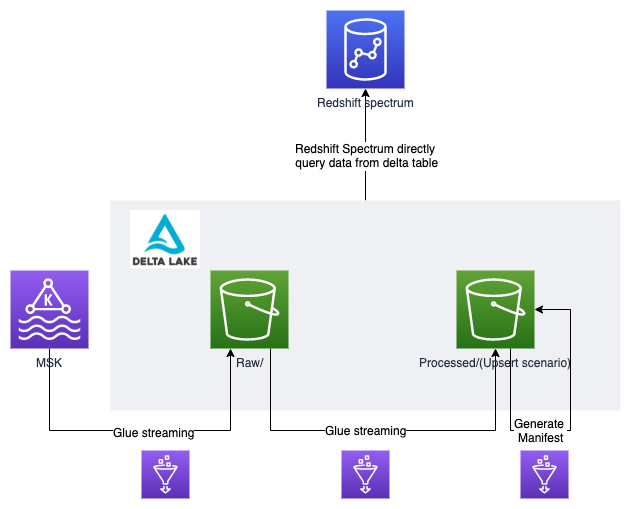 Redshift spectrum
Redshift Spectrum directly
query data from delta table
DELTA LAKE
K
MSK
Raw/
Processed/(Upsert scenario)
Glue streaming
Glue streaming
Generate
Manifest